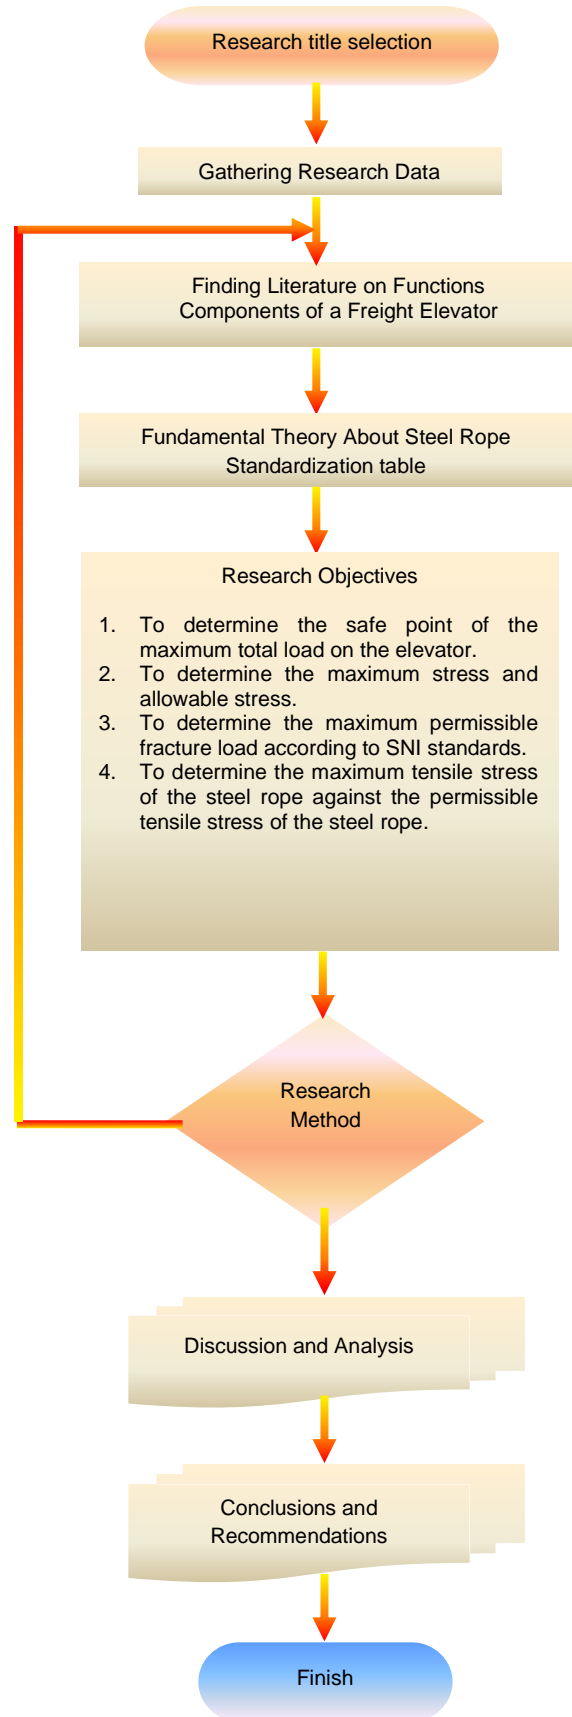 Research title selection
Gathering Research Data
Finding Literature on Functions
Components of a Freight Elevator
Fundamental Theory About Steel Rope
Standardization table
Research Objectives
1. To determine the safe point of the
maximum total load on the elevator.
2. To determine the maximum stress and
allowable stress.
3. To determine the maximum permissible
fracture load according to SNI standards.
4. To determine the maximum tensile stress
of the steel rope against the permissible
tensile stress of the steel rope.
Research
Method
Discussion and Analysis
Conclusions and
Recommendations
Finish